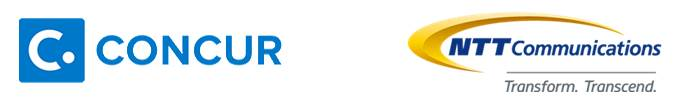 C. CONCUR
NTT Communications
Transform. Transcend.